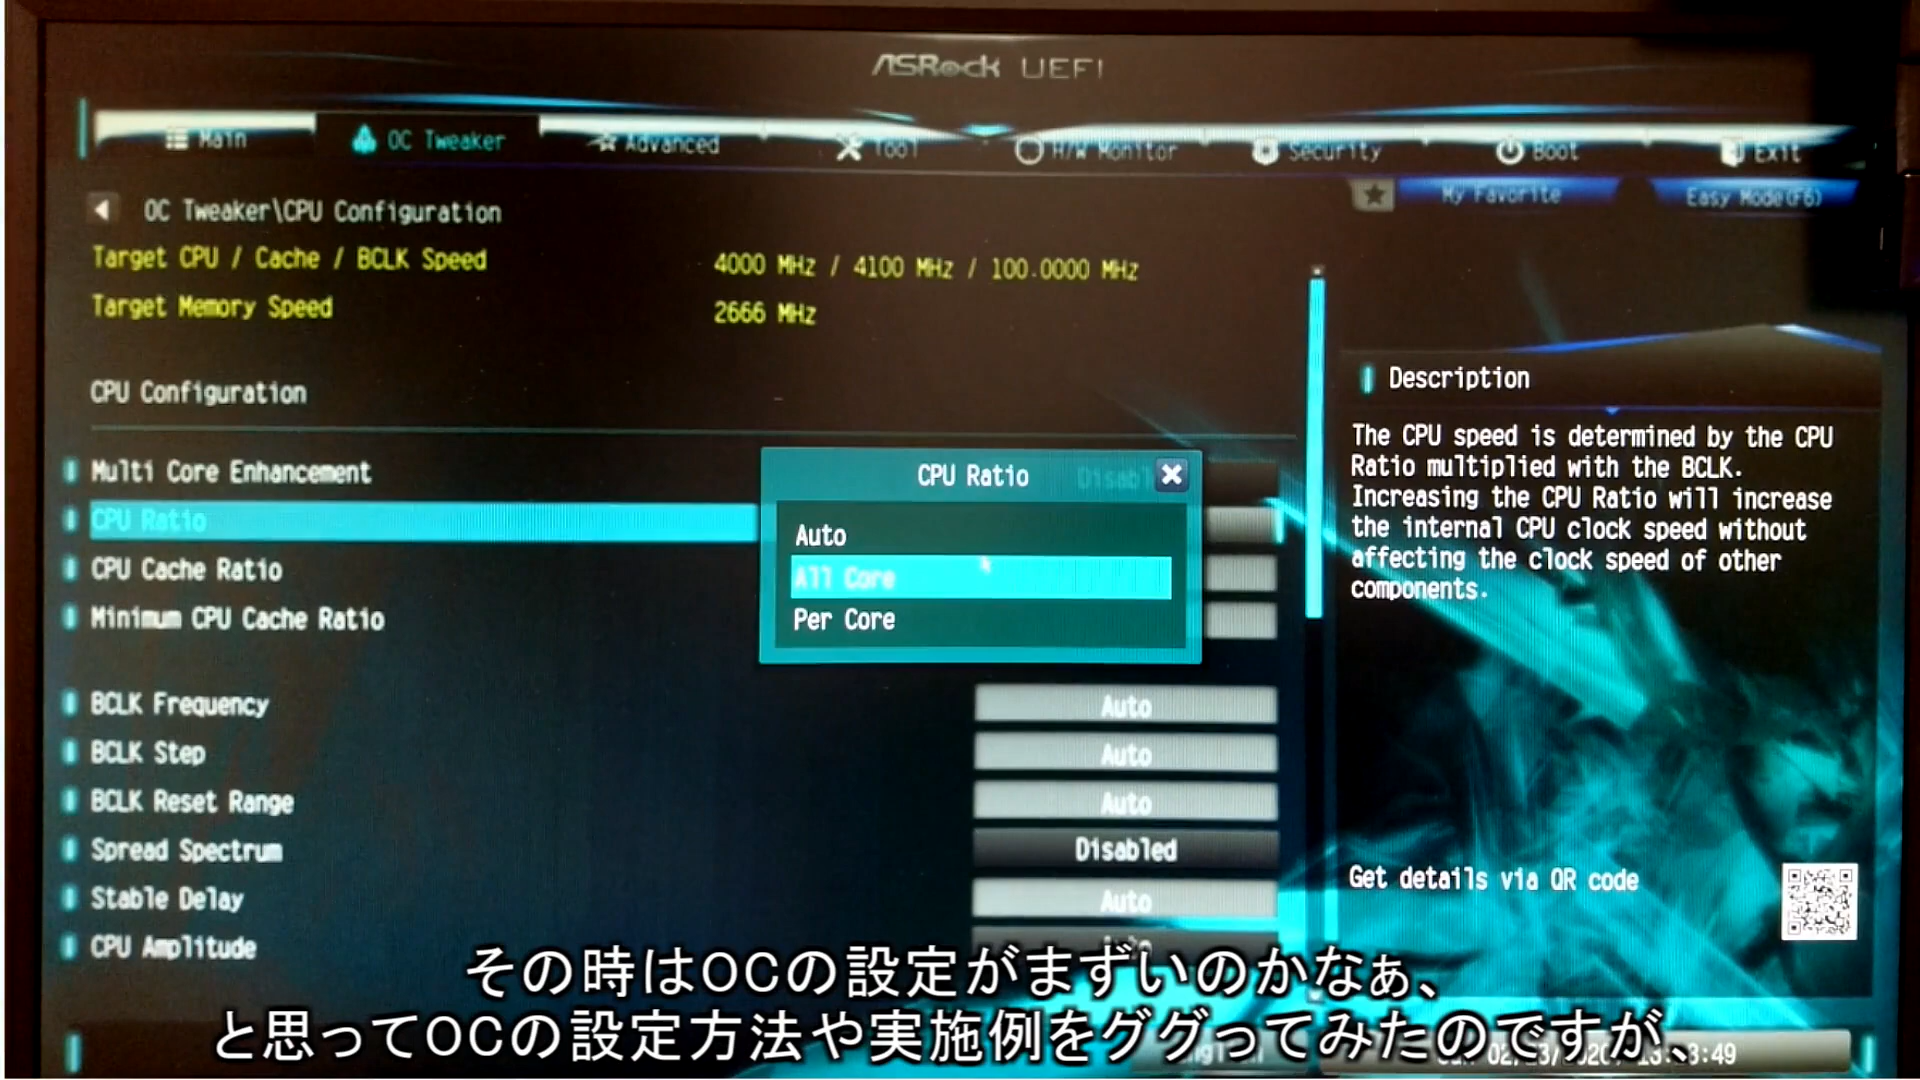 ASRock UEFI
Main
OC Tweaker
Advanced
Tool
H/W Monitor
Security
Boot
Exit
My Favorite
Easy Mode(F6)
OC Tweaker\CPU Configuration
Target CPU / Cache / BCLK Speed 4000 MHz / 4100 MHz / 100.0000 MHz
Target Memory Speed 2666 MHz
CPU Configuration
Multi Core Enhancement
CPU Ratio
CPU Cache Ratio
Minimum CPU Cache Ratio
CPU Ratio
Auto
All Core
Per Core
BCLK Frequency Auto
BCLK Step Auto
BCLK Reset Range Auto
Spread Spectrum Disabled
Stable Delay Auto
CPU Amplitude Auto
Description
The CPU speed is determined by the CPU
Ratio multiplied with the BCLK.
Increasing the CPU Ratio will increase
the internal CPU clock speed without
affecting the clock speed of other
components.
Get details via QR code
その時はOCの設定がまずいのかなぁ、
と思ってOCの設定方法や実施例をググってみたのですが、